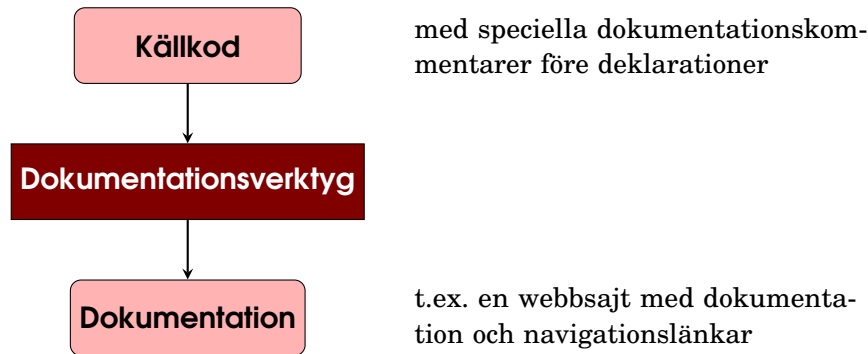 Källkod
med speciella dokumentationskom-
mentarer före deklarationer
Dokumentationsverktyg
Dokumentation
t.ex. en webbsajt med dokumenta-
tion och navigationslänkar